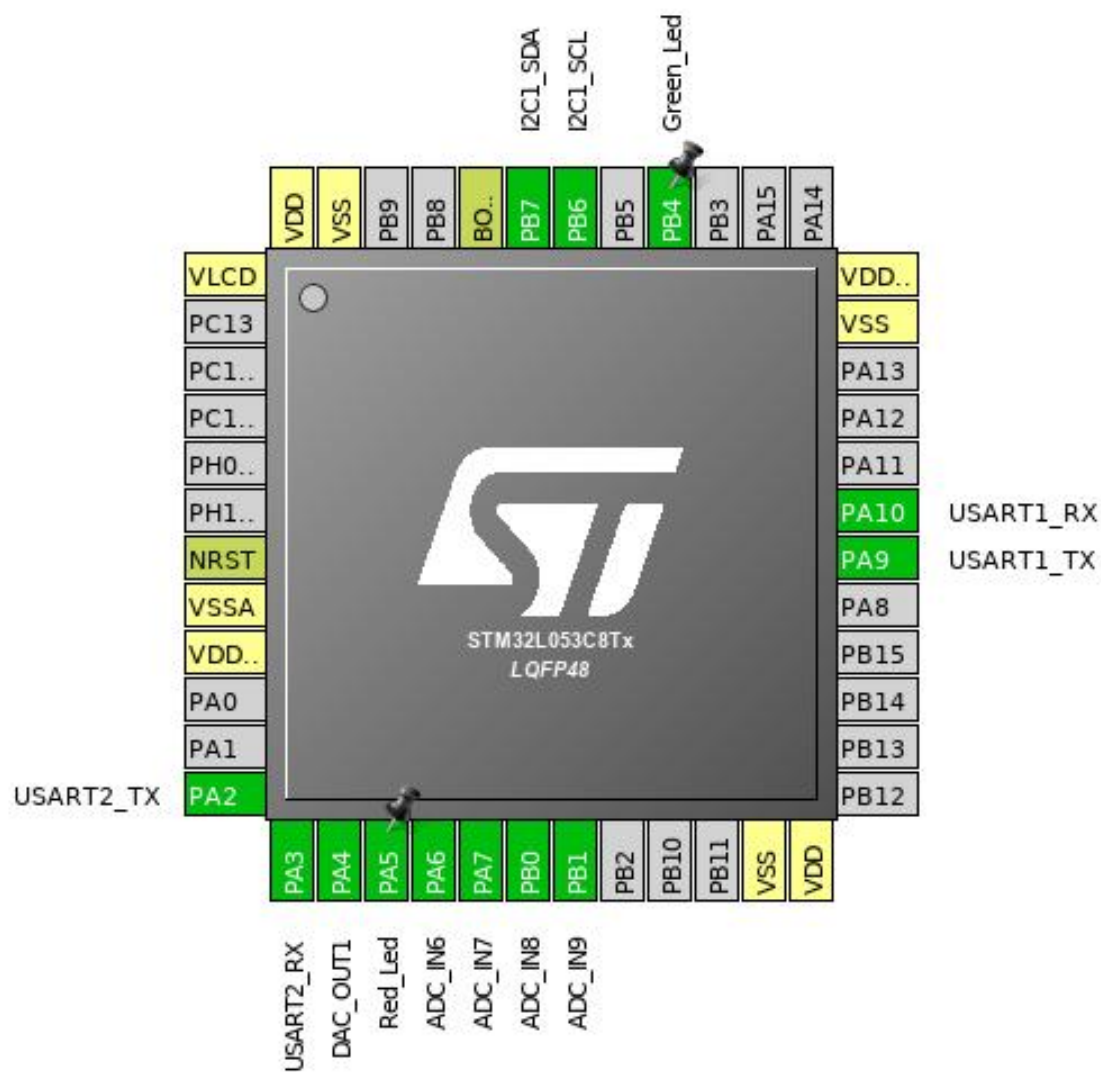 I2C1_SDA
I2C1_SCL
Green_Led
VDD
VSS
PB9
PB8
BO..
PB7
PB6
PB5
PB4
PB3
PA15
PA14
VLCD
PC13
PC1..
PC1..
PH0..
PH1..
NRST
VSSA
VDD..
PA0
PA1
USART2_TX PA2
VDD..
VSS
PA13
PA12
PA11
PA10 USART1_RX
PA9 USART1_TX
PA8
PB15
PB14
PB13
PB12
ST
STM32L053C8Tx
LQFP48
PA3
PA4
PA5
PA6
PA7
PB0
PB1
PB2
PB10
PB11
VSS
VDD
USART2_RX
DAC_OUT1
Red_Led
ADC_IN6
ADC_IN7
ADC_IN8
ADC_IN9